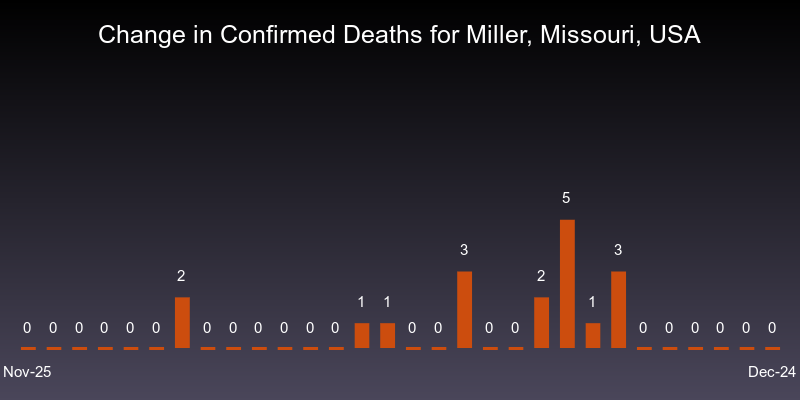 Change in Confirmed Deaths for Miller, Missouri, USA
5
3 3
2 2
1 1 1
0 0 0 0 0 0 0 0 0 0 0 0 0 0 0 0 0 0 0 0 0 0
Nov-25 Dec-24